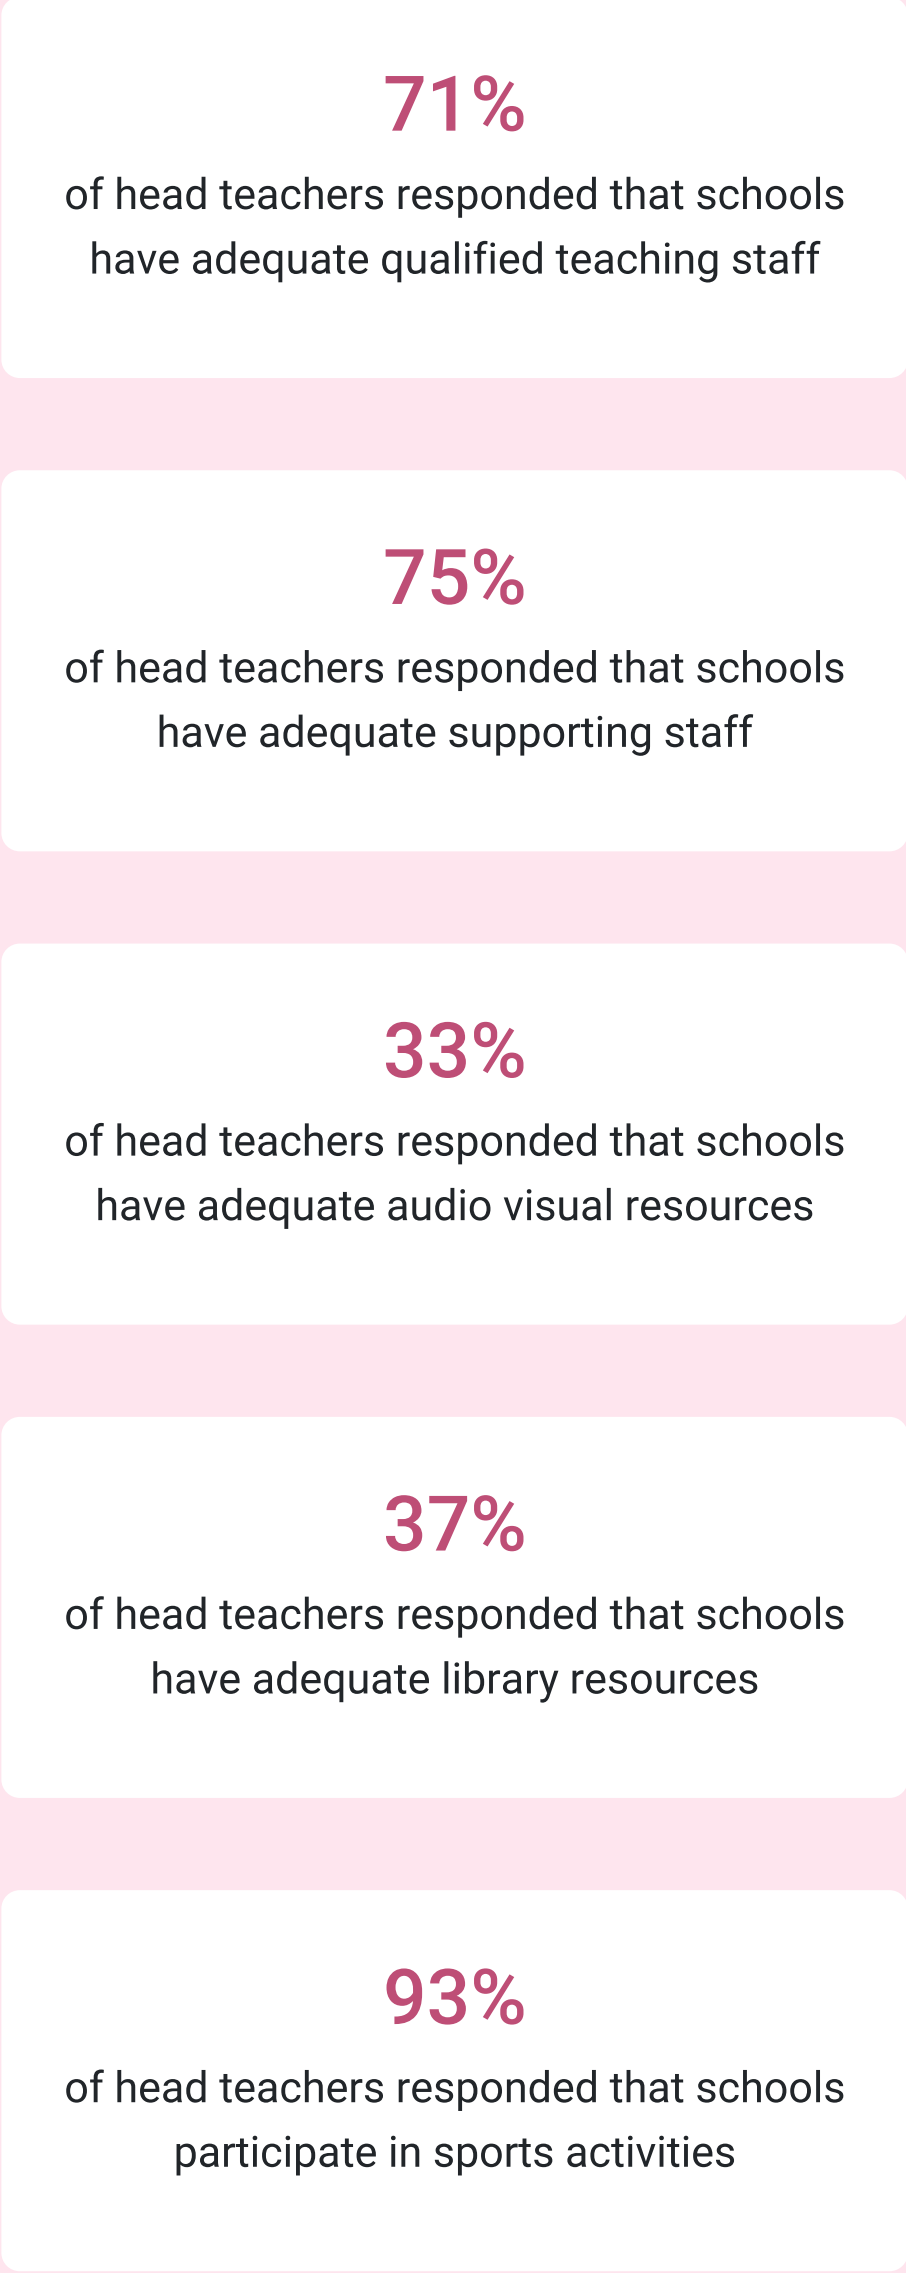 71%
of head teachers responded that schools
have adequate qualified teaching staff
75%
of head teachers responded that schools
have adequate supporting staff
33%
of head teachers responded that schools
have adequate audio visual resources
37%
of head teachers responded that schools
have adequate library resources
93%
of head teachers responded that schools
participate in sports activities